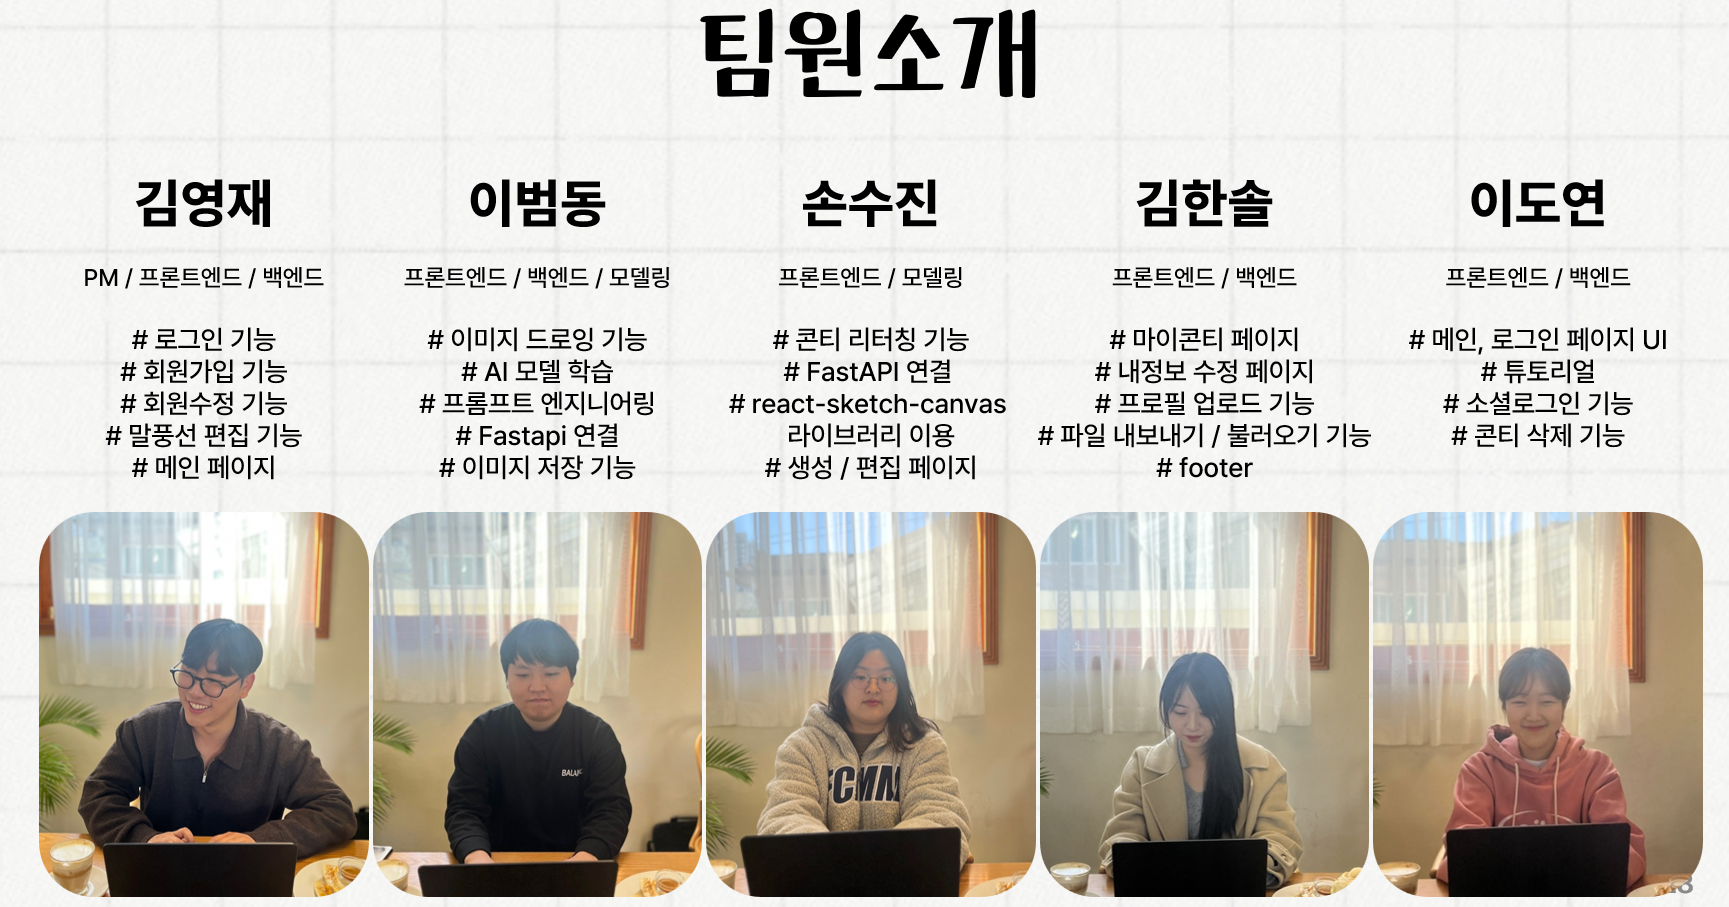 팀원소개
김영재
PM / 프론트엔드 / 백엔드
# 로그인 기능
# 회원가입 기능
# 회원수정 기능
# 말풍선 편집 기능
# 메인 페이지
이범동
프론트엔드 / 백엔드 / 모델링
# 이미지 드로잉 기능
# AI 모델 학습
# 프롬프트 엔지니어링
# Fastapi 연결
# 이미지 저장 기능
손수진
프론트엔드 / 모델링
# 콘티 리터칭 기능
# FastAPI 연결
# react-sketch-canvas
라이브러리 이용
# 생성 / 편집 페이지
김한솔
프론트엔드 / 백엔드
# 마이콘티 페이지
# 내정보 수정 페이지
# 프로필 업로드 기능
# 파일 내보내기 / 불러오기 기능
# footer
이도연
프론트엔드 / 백엔드
# 메인, 로그인 페이지 UI
# 튜토리얼
# 소셜로그인 기능
# 콘티 삭제 기능